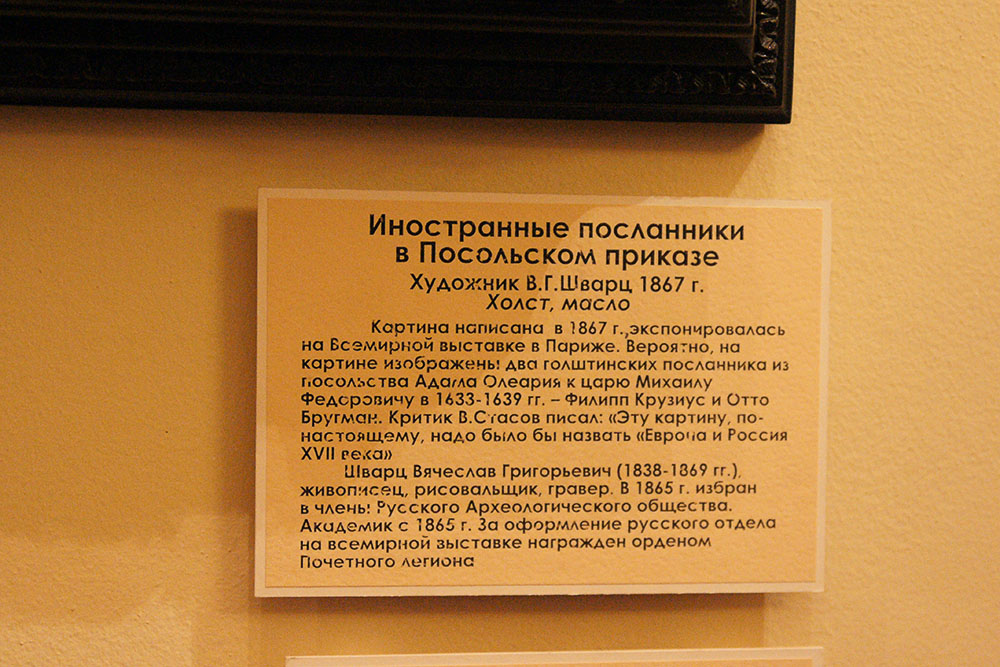 Иностранные посланники
в Посольском приказе
Художник В.Г.Шварц 1867 г.
Холст, масло
Картина написана в 1867 г.,экспонировалась
на Всемирной выставке в Париже. Вероятно, на
картине изображены два голштинских посланника из
посольства Адама Олеария к царю Михаилу
Федоровичу в 1633-1639 гг. – Филипп Крузиус и Отто
Бругман. Критик В.Стасов писал: «Эту картину, по-
настоящему, надо было бы назвать «Европа и Россия
XVII века»
Шварц Вячеслав Григорьевич (1838-1869 гг.),
живописец, рисовальщик, гравер. В 1865 г. избран
в члены Русского Археологического общества.
Академик с 1865 г. За оформление русского отдела
на всемирной выставке награжден орденом
Почетного легиона